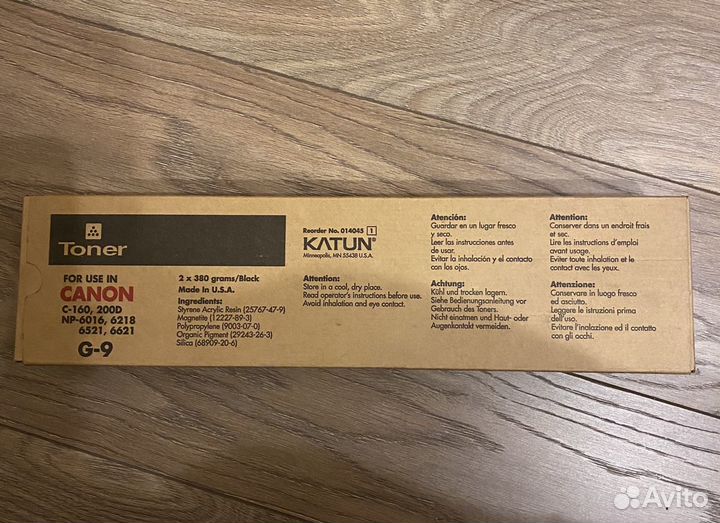 Toner
FOR USE IN
CANON
C-160, 200D
NP-6016, 6218
6521, 6621
G-9
2 x 380 grams/Black
Made In U.S.A.
Ingredients:
Styrene Acrylic Resin (25767-47-9)
Magnetite (12227-89-3)
Polypropylene (9003-07-0)
Organic Pigment (29243-26-3)
Silica (68909-20-6)
Reorder No. 014045 1
KATUN®
Minneapolis, MN 55438 U.S.A.
Attention:
Store in a cool, dry place.
Read operator's instructions before use.
Avoid inhalation and eye contact.
Atención:
Guardar en un lugar fresco
y seco.
Leer las instrucciones antes
de usar.
Evitar la inhalación y el contacto
con los ojos.
Achtung:
Kühl und trocken lagern.
Siehe Bedienungsanleitung vor
Gebrauch des Toners.
Nicht einatmen und Haut- oder
Augenkontakt vermeiden.
Attention:
Conserver dans un endroit frais
et sec.
Lire les instructions d'emploi
avant usage.
Eviter toute inhalation et le
contact avec les yeux.
Attenzione:
Conservare in luogo fresco
ed asciutto.
Leggere le istruzioni prima
dell'uso.
Evitare l'inalazione ed il contatto
con gli occhi.
Avito